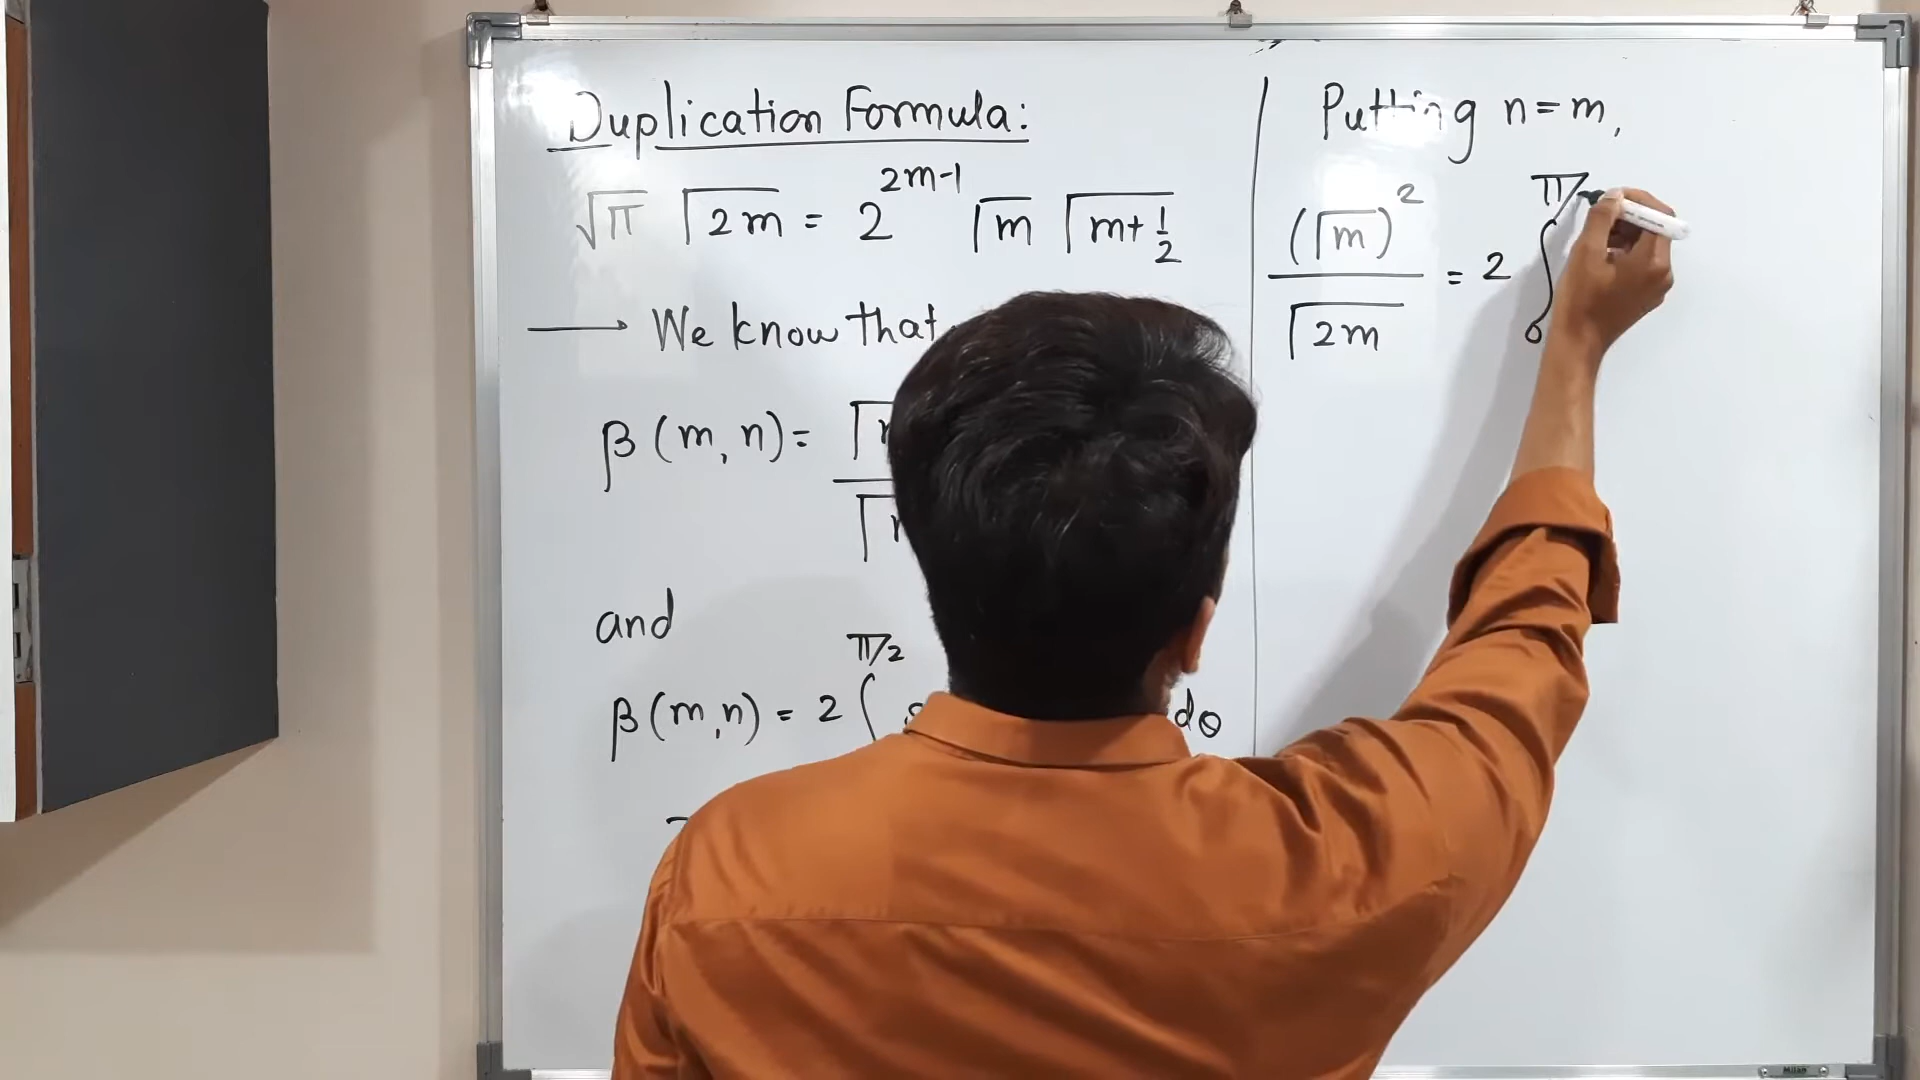 Duplication Formula:
√π Γ2m = 2^(2m-1) Γm Γm+1/2
→ We know that
β (m, n) = Γ
Γ
and
β (m, n) = 2 ∫ π/2 dθ
Putting n = m,
(Γm)² / Γ2m = 2 ∫ 0 π/
Milan